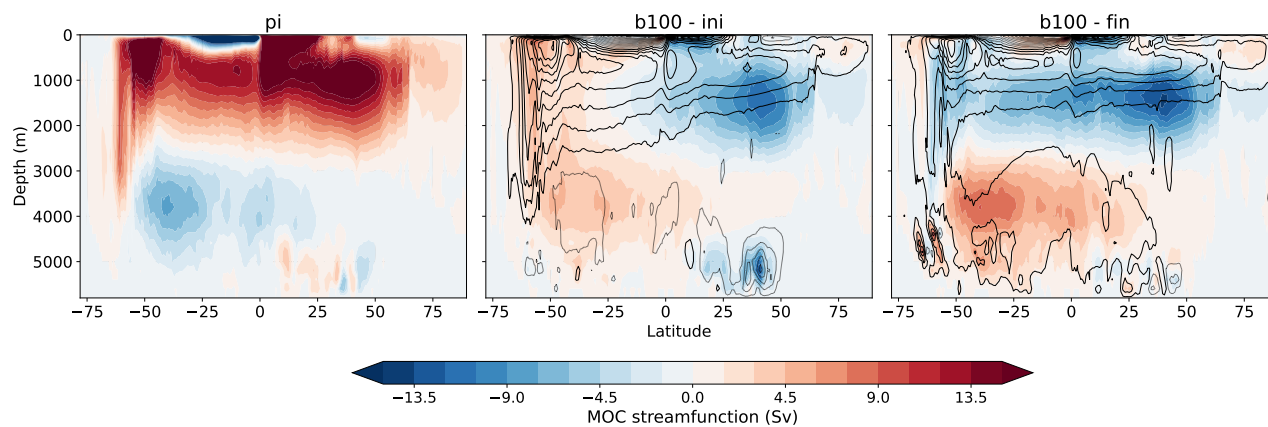 pi
b100 - ini
b100 - fin
Depth (m)
0
1000
2000
3000
4000
5000
−75 −50 −25 0 25 50 75
−75 −50 −25 0 25 50 75
−75 −50 −25 0 25 50 75
Latitude
−13.5 −9.0 −4.5 0.0 4.5 9.0 13.5
MOC streamfunction (Sv)